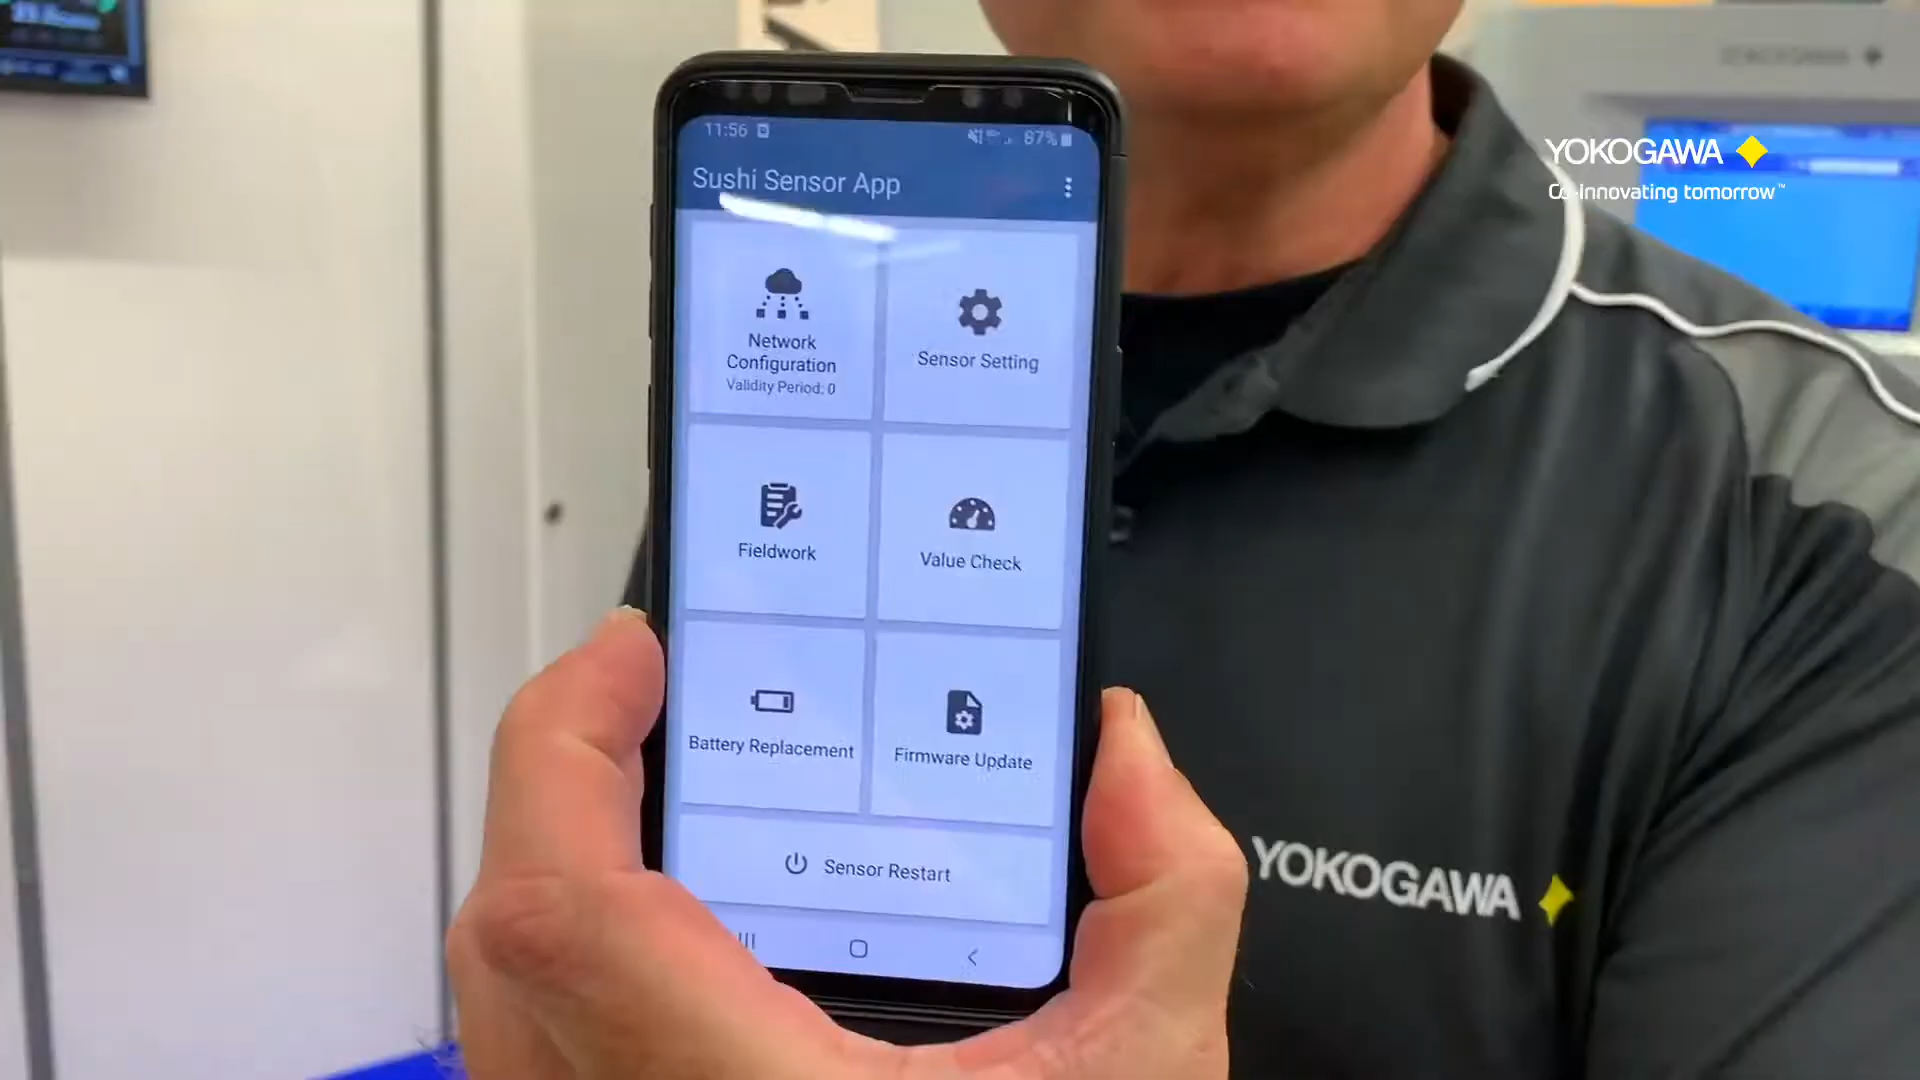 11:56
87%
Sushi Sensor App
Network
Configuration
Validity Period: 0
Sensor Setting
Fieldwork
Value Check
Battery Replacement
Firmware Update
Sensor Restart
YOKOGAWA
Co-innovating tomorrow™
YOKOGAWA
YOKOGAWA